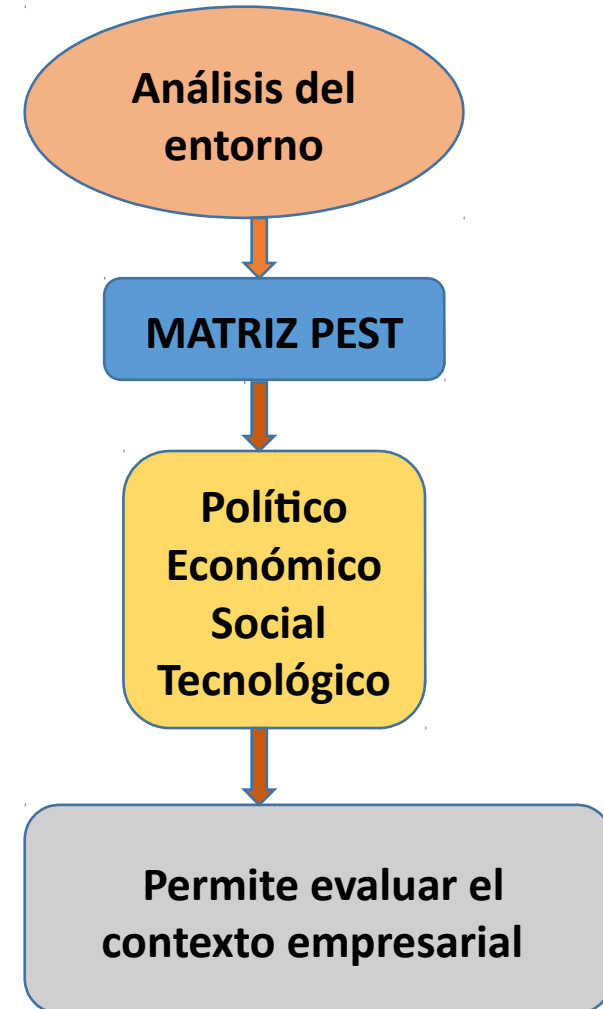 Análisis del
entorno
MATRIZ PEST
Político
Económico
Social
Tecnológico
Permite evaluar el
contexto empresarial